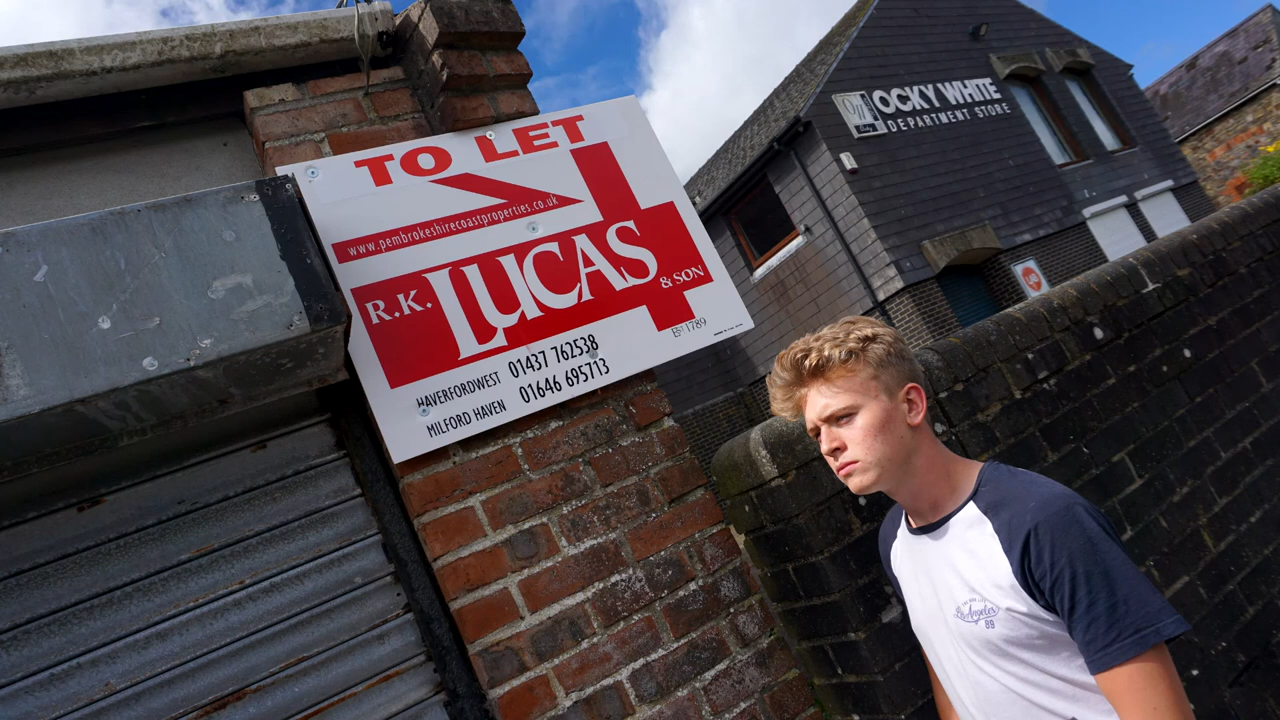 TO LET
www.pembrokeshirecoastproperties.co.uk
R.K. LUCAS & SON
EST 1789
HAVERFORDWEST 01437 762538
MILFORD HAVEN 01646 695713
OCKY WHITE
DEPARTMENT STORE
Los Angeles
89